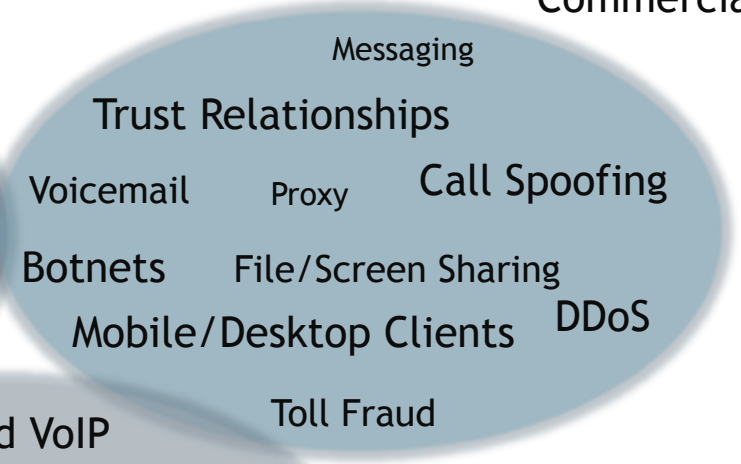 Messaging
Trust Relationships
Voicemail Proxy Call Spoofing
Botnets File/Screen Sharing
Mobile/Desktop Clients DDoS
Toll Fraud
VoIP